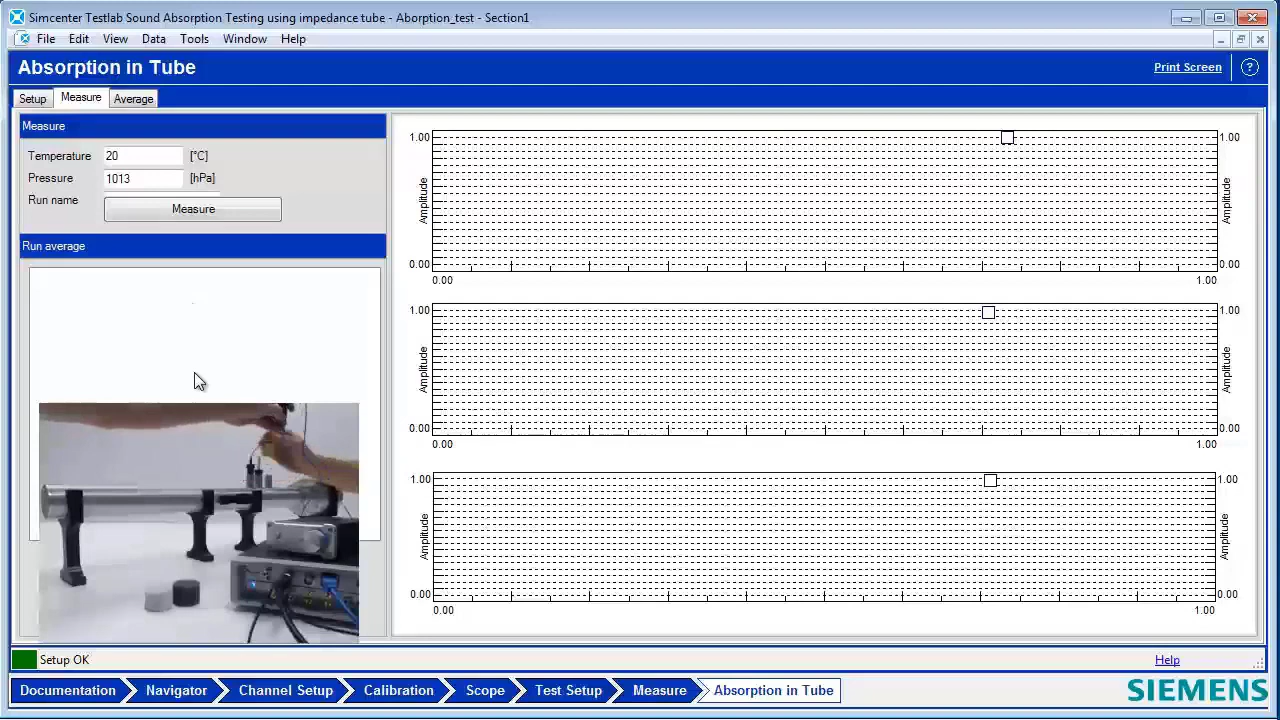 Simcenter Testlab Sound Absorption Testing using impedance tube - Aborption_test - Section1
File Edit View Data Tools Window Help
Absorption in Tube
Print Screen ?
Setup Measure Average
Measure
Temperature 20 [°C]
Pressure 1013 [hPa]
Run name
Measure
Run average
1.00 1.00
Amplitude Amplitude
0.00 0.00
0.00 1.00
1.00 1.00
Amplitude Amplitude
0.00 0.00
0.00 1.00
1.00 1.00
Amplitude Amplitude
0.00 0.00
0.00 1.00
Setup OK
Help
Documentation Navigator Channel Setup Calibration Scope Test Setup Measure Absorption in Tube
SIEMENS